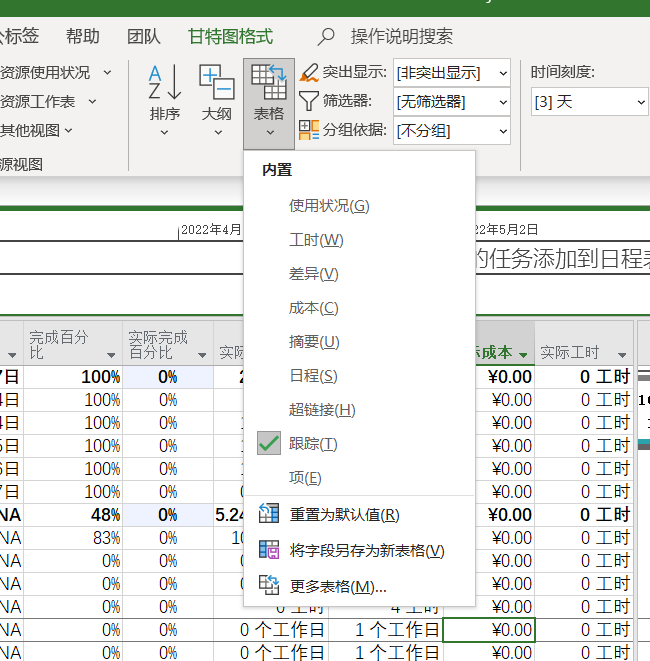 标签 帮助 团队 甘特图格式 操作说明搜索
资源使用状况
资源工作表
其他视图
源视图
排序
大纲
表格
突出显示: [非突出显示]
筛选器: [无筛选器]
分组依据: [不分组]
时间刻度:
[3] 天
内置
使用状况(G)
工时(W)
差异(V)
成本(C)
摘要(U)
日程(S)
超链接(H)
跟踪(T)
项(E)
重置为默认值(R)
将字段另存为新表格(V)
更多表格(M)...
2022年4月 22年5月2日
的任务添加到日程
完成百分比 实际完成百分比 实际 成本 实际工时
7日 100% 0% ¥0.00 0 工时
4日 100% 0% ¥0.00 0 工时
4日 100% 0% ¥0.00 0 工时
5日 100% 0% ¥0.00 0 工时
6日 100% 0% ¥0.00 0 工时
7日 100% 0% ¥0.00 0 工时
NA 48% 0% 5.24 ¥0.00 0 工时
NA 83% 0% 10 ¥0.00 0 工时
NA 0% 0% ¥0.00 0 工时
NA 0% 0% ¥0.00 0 工时
NA 0% 0% 0 工时 4 工时 ¥0.00 0 工时
NA 0% 0% 0 个工作日 1 个工作日 ¥0.00 0 工时
NA 0% 0% 0 个工作日 1 个工作日 ¥0.00 0 工时